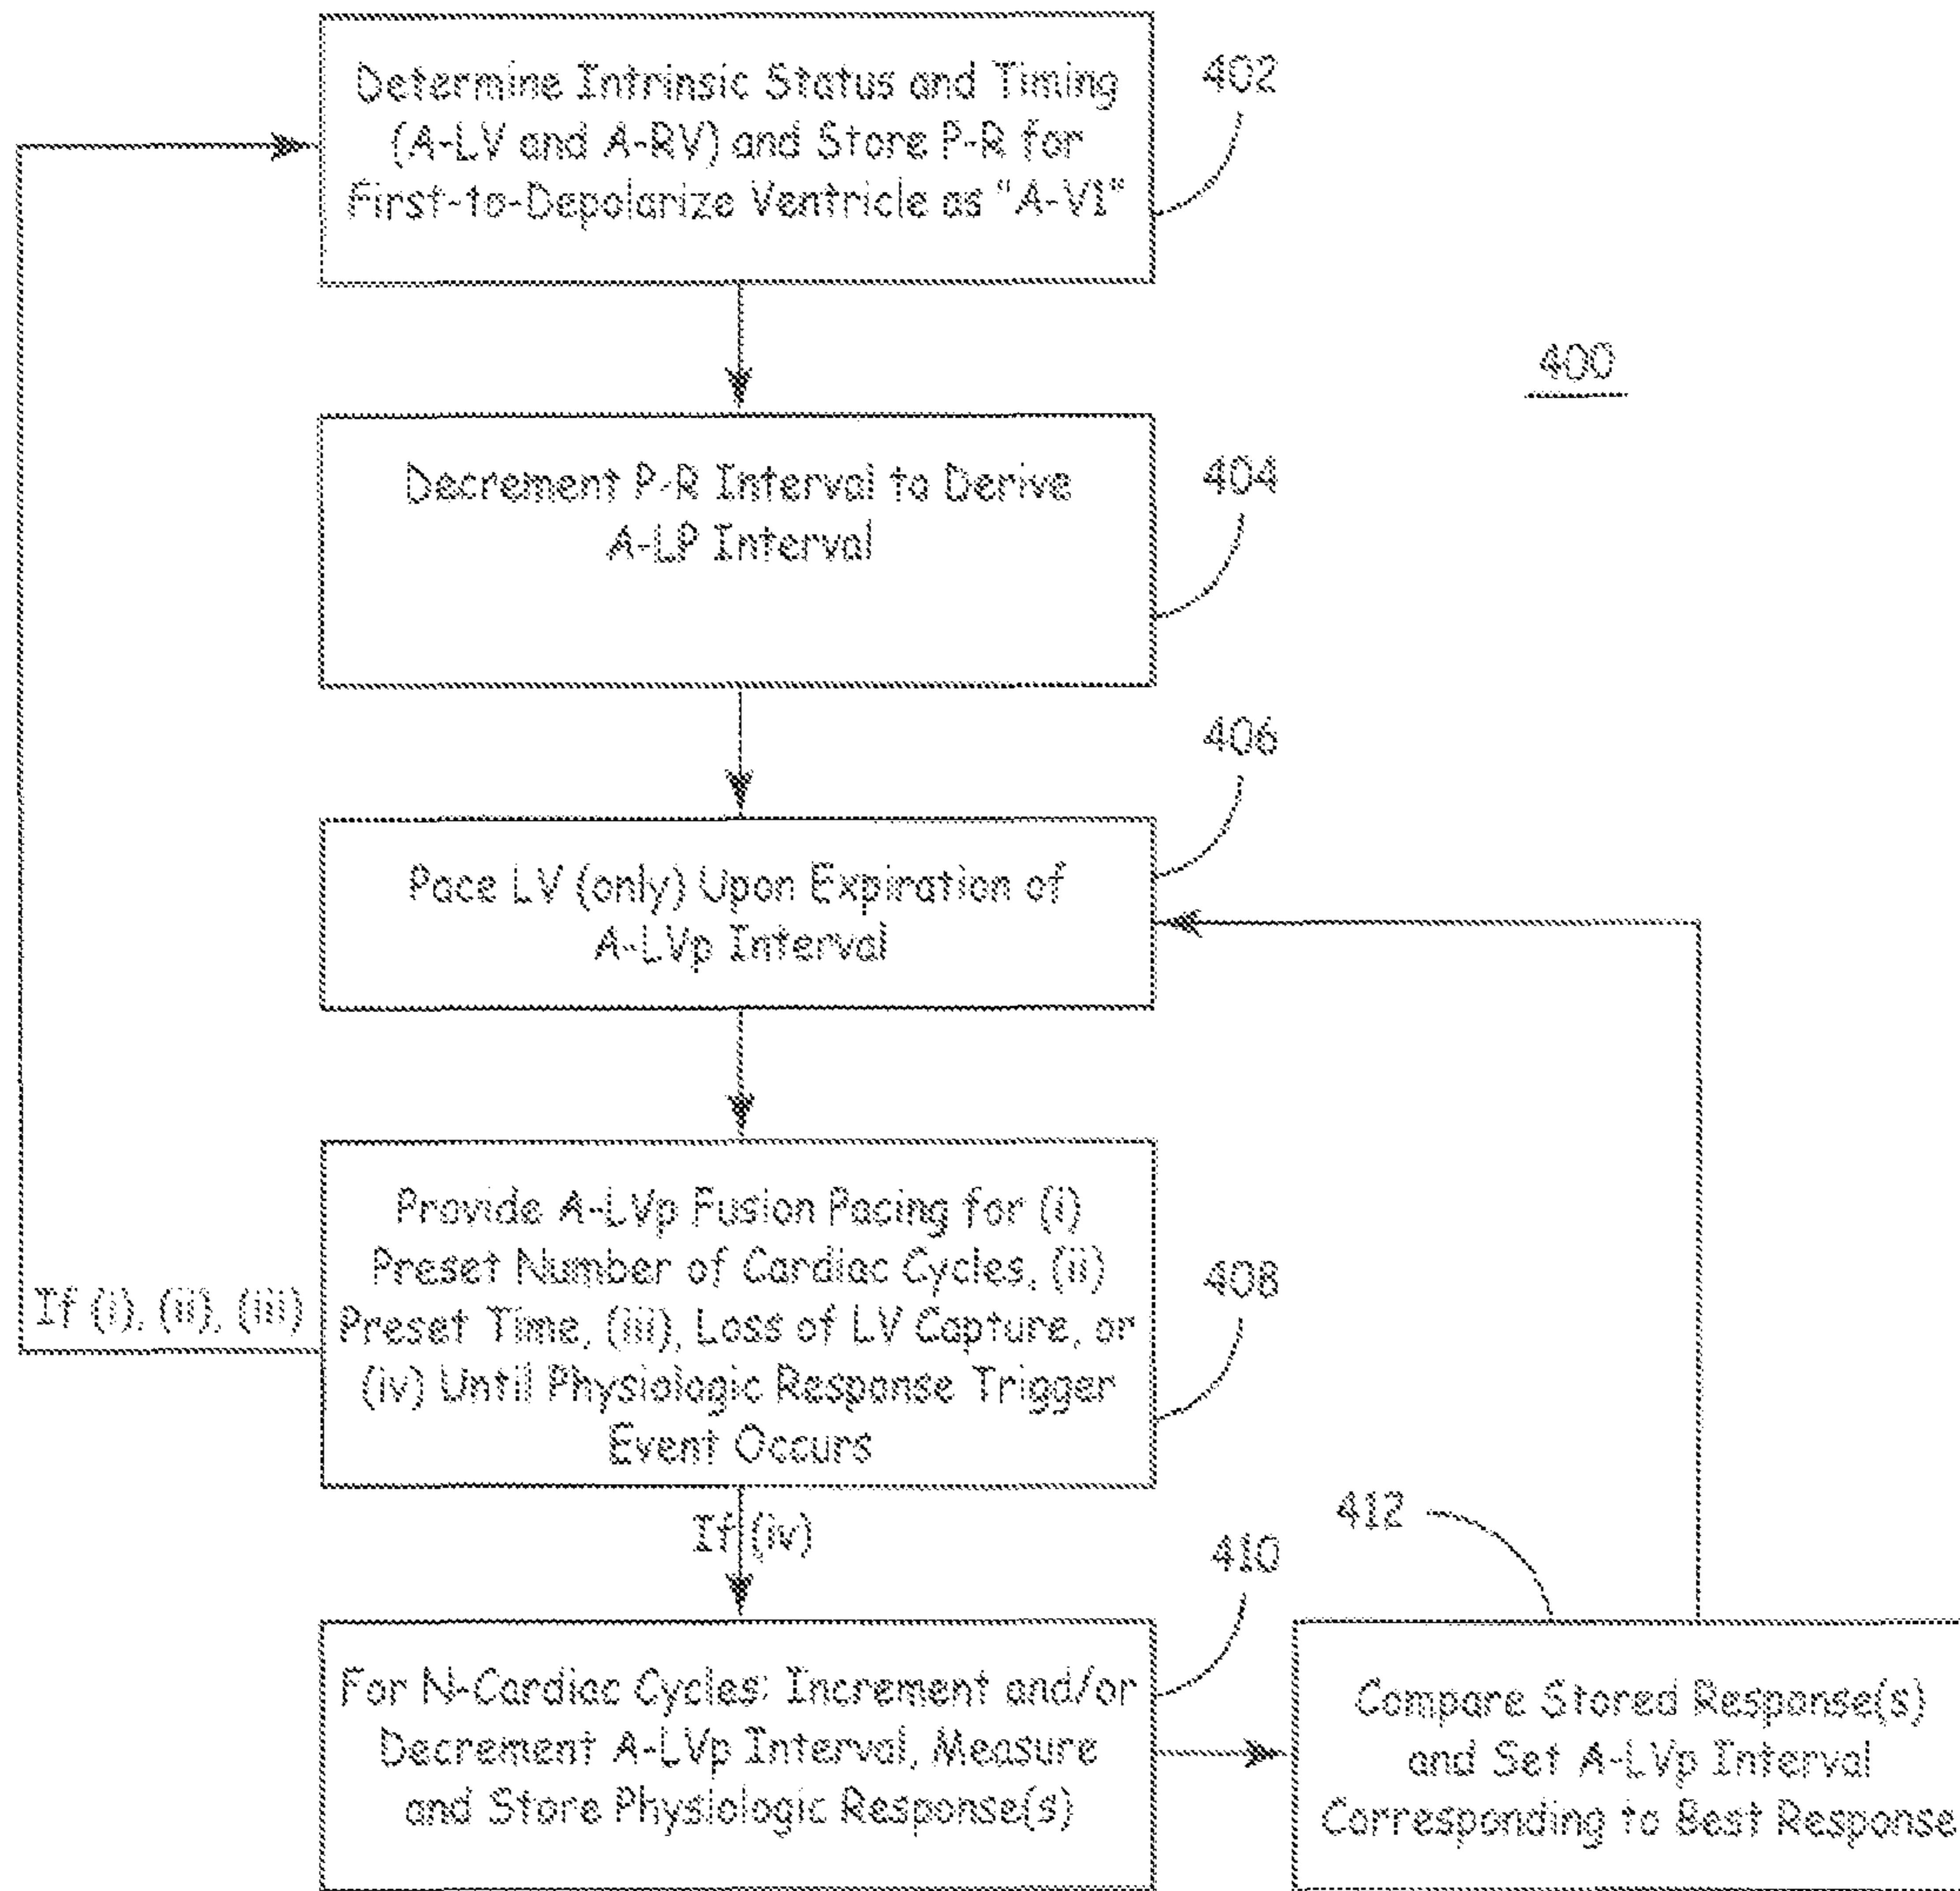 Determine Intrinsic Status and Timing
(A-LV and A-RV) and Store P-R for
First-to-Depolarize Ventricle as "A-V1"
402
400
Decrement P-R Interval to Derive
A-LP Interval
404
406
Pace LV (only) Upon Expiration of
A-LVp Interval
Provide A-LVp Fusion Pacing for (i)
Preset Number of Cardiac Cycles, (ii)
Preset Time, (iii), Loss of LV Capture, or
(iv) Until Physiologic Response Trigger
Event Occurs
408
If (i), (ii), (iii)
If (iv)
410
412
For N-Cardiac Cycles: Increment and/or
Decrement A-LVp Interval, Measure
and Store Physiologic Response(s)
Compare Stored Response(s)
and Set A-LVp Interval
Corresponding to Best Response